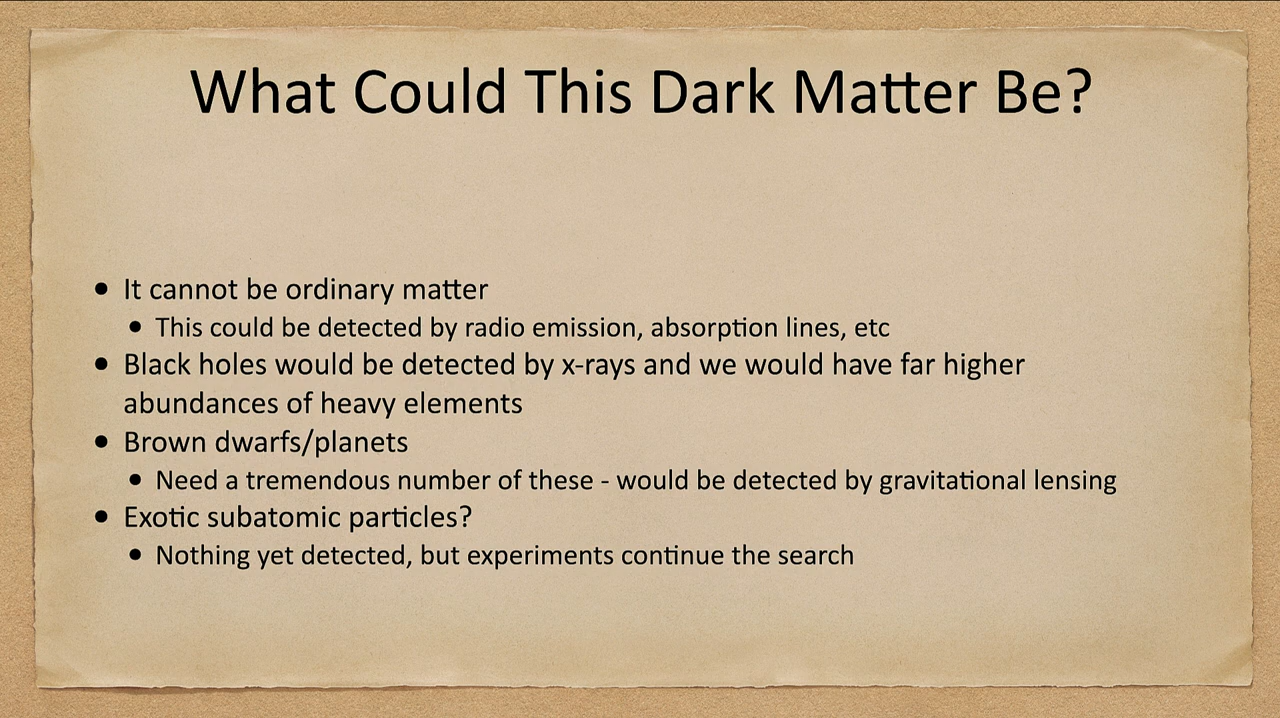 What Could This Dark Matter Be?
• It cannot be ordinary matter
• This could be detected by radio emission, absorption lines, etc
• Black holes would be detected by x-rays and we would have far higher
abundances of heavy elements
• Brown dwarfs/planets
• Need a tremendous number of these - would be detected by gravitational lensing
• Exotic subatomic particles?
• Nothing yet detected, but experiments continue the search